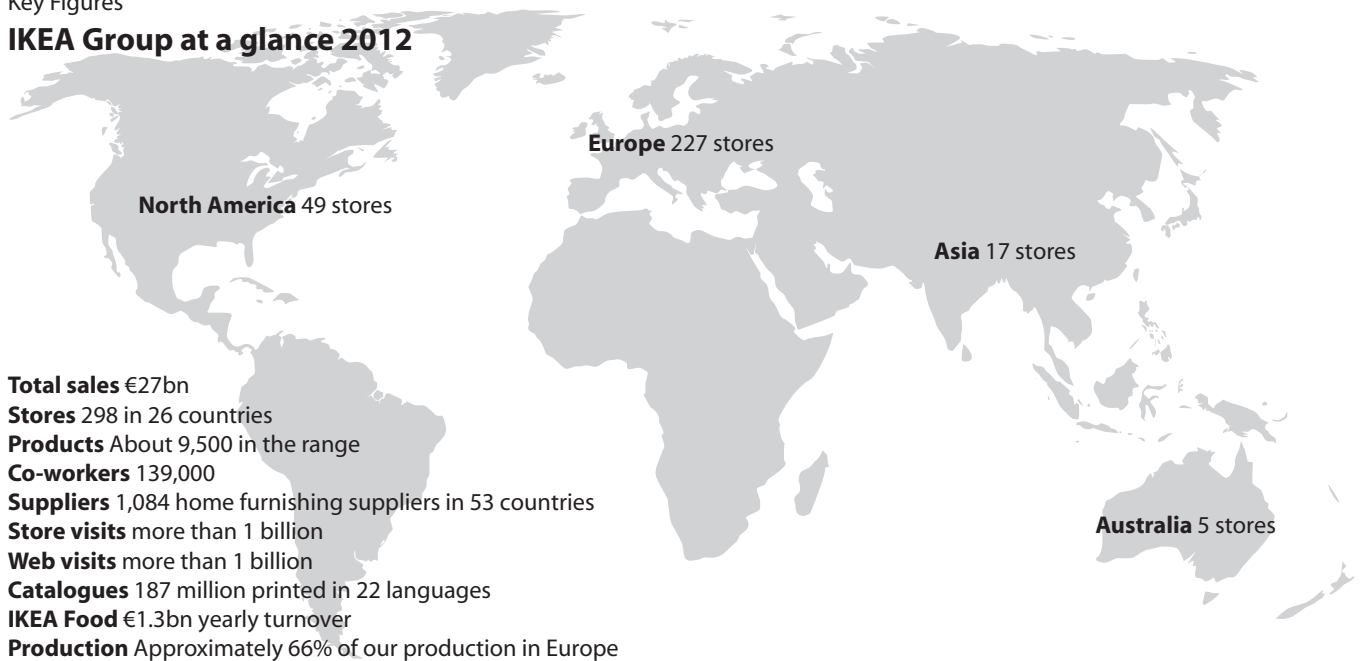 Key Figures
IKEA Group at a glance 2012
Europe 227 stores
North America 49 stores
Asia 17 stores
Total sales €27bn
Stores 298 in 26 countries
Products About 9,500 in the range
Co-workers 139,000
Suppliers 1,084 home furnishing suppliers in 53 countries
Store visits more than 1 billion
Web visits more than 1 billion
Catalogues 187 million printed in 22 languages
IKEA Food €1.3bn yearly turnover
Production Approximately 66% of our production in Europe
Australia 5 stores